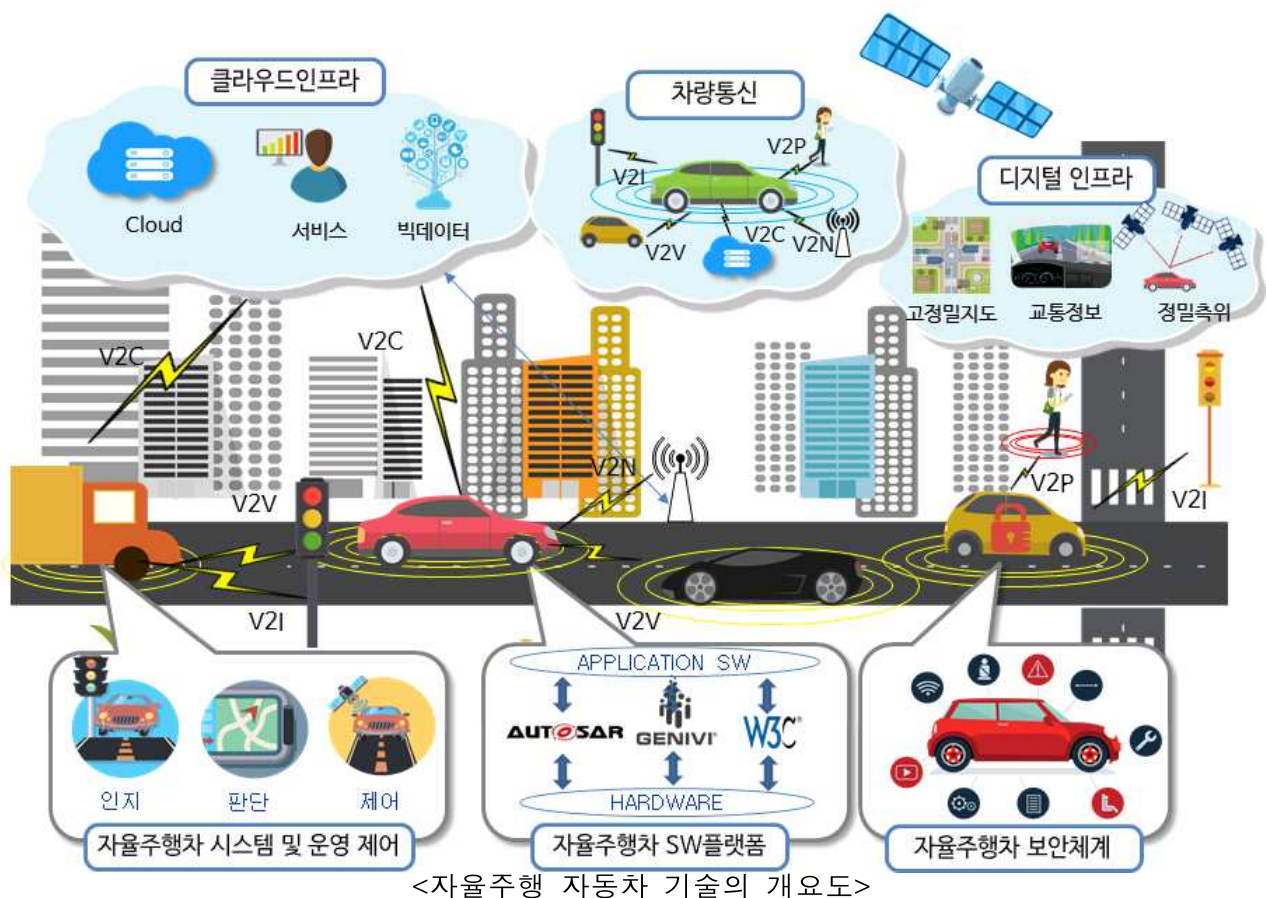 클라우드인프라
Cloud
서비스
빅데이터
차량통신
V2I
V2P
V2V
V2C
V2N
디지털 인프라
고정밀지도
교통정보
정밀측위
V2C
V2C
V2V
V2N
V2P
V2I
V2I
V2V
인지
판단
제어
자율주행차 시스템 및 운영 제어
APPLICATION SW
AUTOSAR
GENIVI
W3C
HARDWARE
자율주행차 SW플랫폼
자율주행차 보안체계
<자율주행 자동차 기술의 개요도>